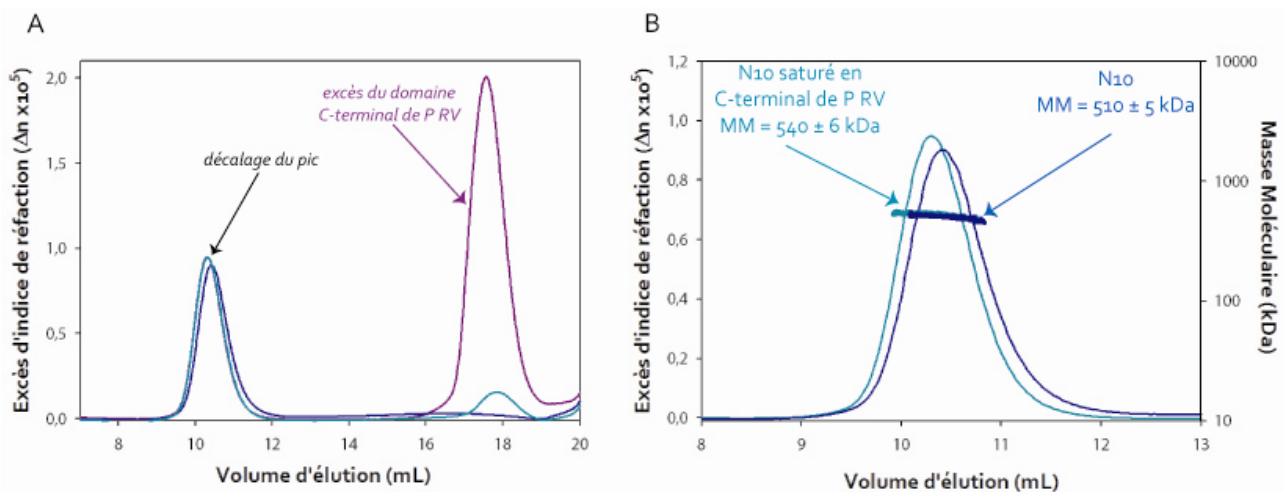 A
Excès d'indice de réfaction (Δn x10⁵)
2,0
1,5
1,0
0,5
0,0
8
10
12
14
16
18
20
Volume d'élution (mL)
décalage du pic
excès du domaine
C-terminal de P RV
B
Excès d'indice de réfaction (Δn x10⁵)
1,2
1,0
0,8
0,6
0,4
0,2
0,0
8
9
10
11
12
13
Volume d'élution (mL)
N10 saturé en
C-terminal de P RV
MM = 540 ± 6 kDa
N10
MM = 510 ± 5 kDa
10000
1000
100
10
Masse Moléculaire (kDa)